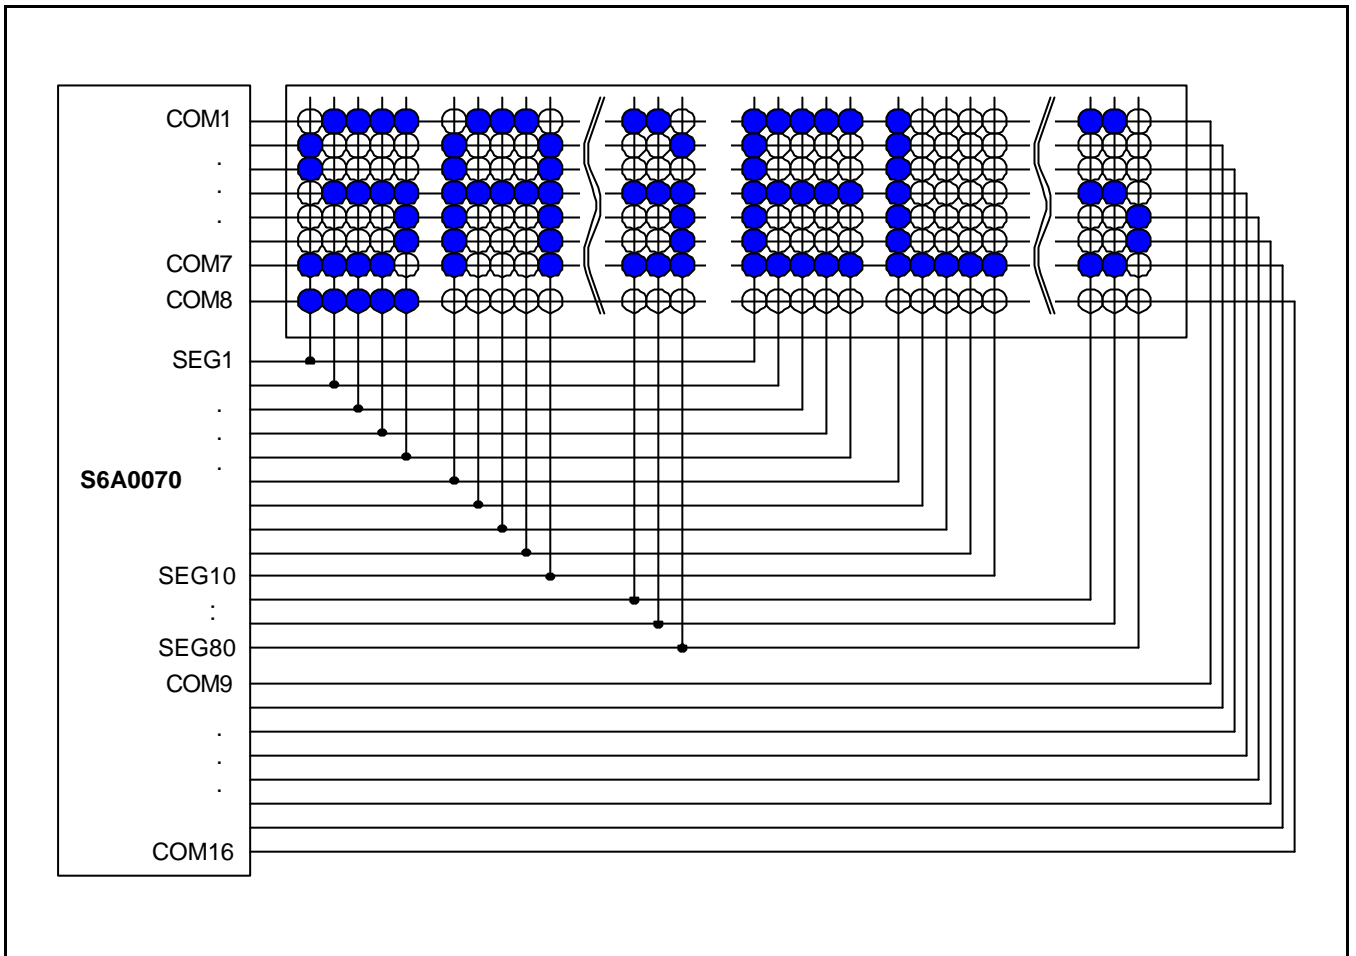 COM1
.
.
.
COM7
COM8
SEG1
.
.
.
S6A0070
SEG10
:
SEG80
COM9
.
.
.
COM16